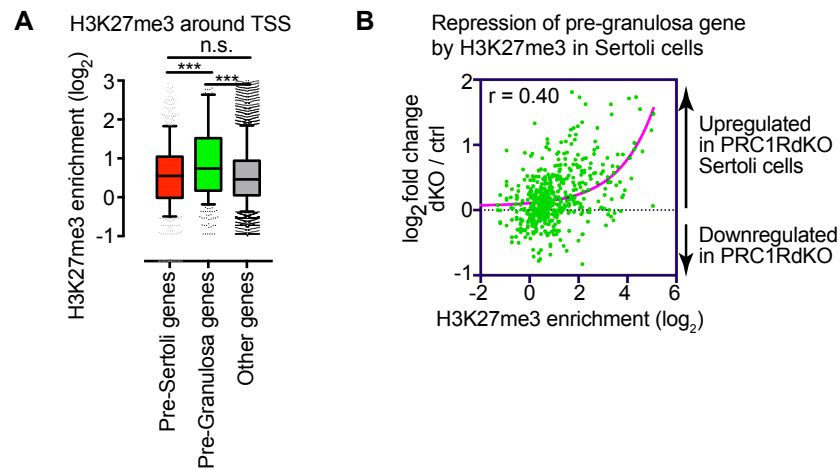 A
H3K27me3 around TSS
n.s.
***
***
H3K27me3 enrichment (log2)
3
2
1
0
-1
Pre-Sertoli genes
Pre-Granulosa genes
Other genes
B
Repression of pre-granulosa gene
by H3K27me3 in Sertoli cells
r = 0.40
log2 fold change
dKO / ctrl
2
1
0
-1
-2
0
2
4
6
H3K27me3 enrichment (log2)
Upregulated
in PRC1RdKO
Sertoli cells
Downregulated
in PRC1RdKO